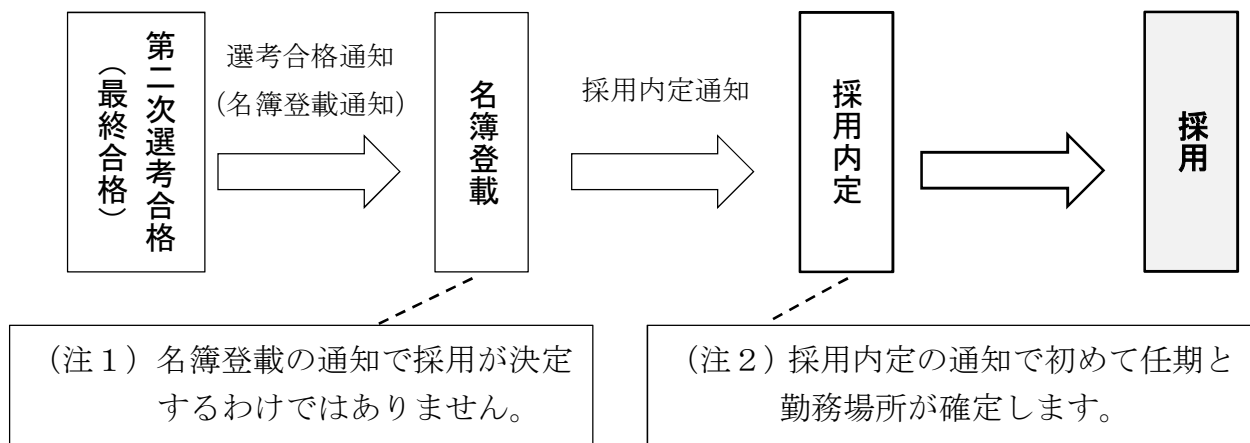 第二次選考合格
（最終合格）
選考合格通知
（名簿登載通知）
名簿登載
採用内定通知
採用内定
採用
（注１）名簿登載の通知で採用が決定
するわけではありません。
（注２）採用内定の通知で初めて任期と
勤務場所が確定します。